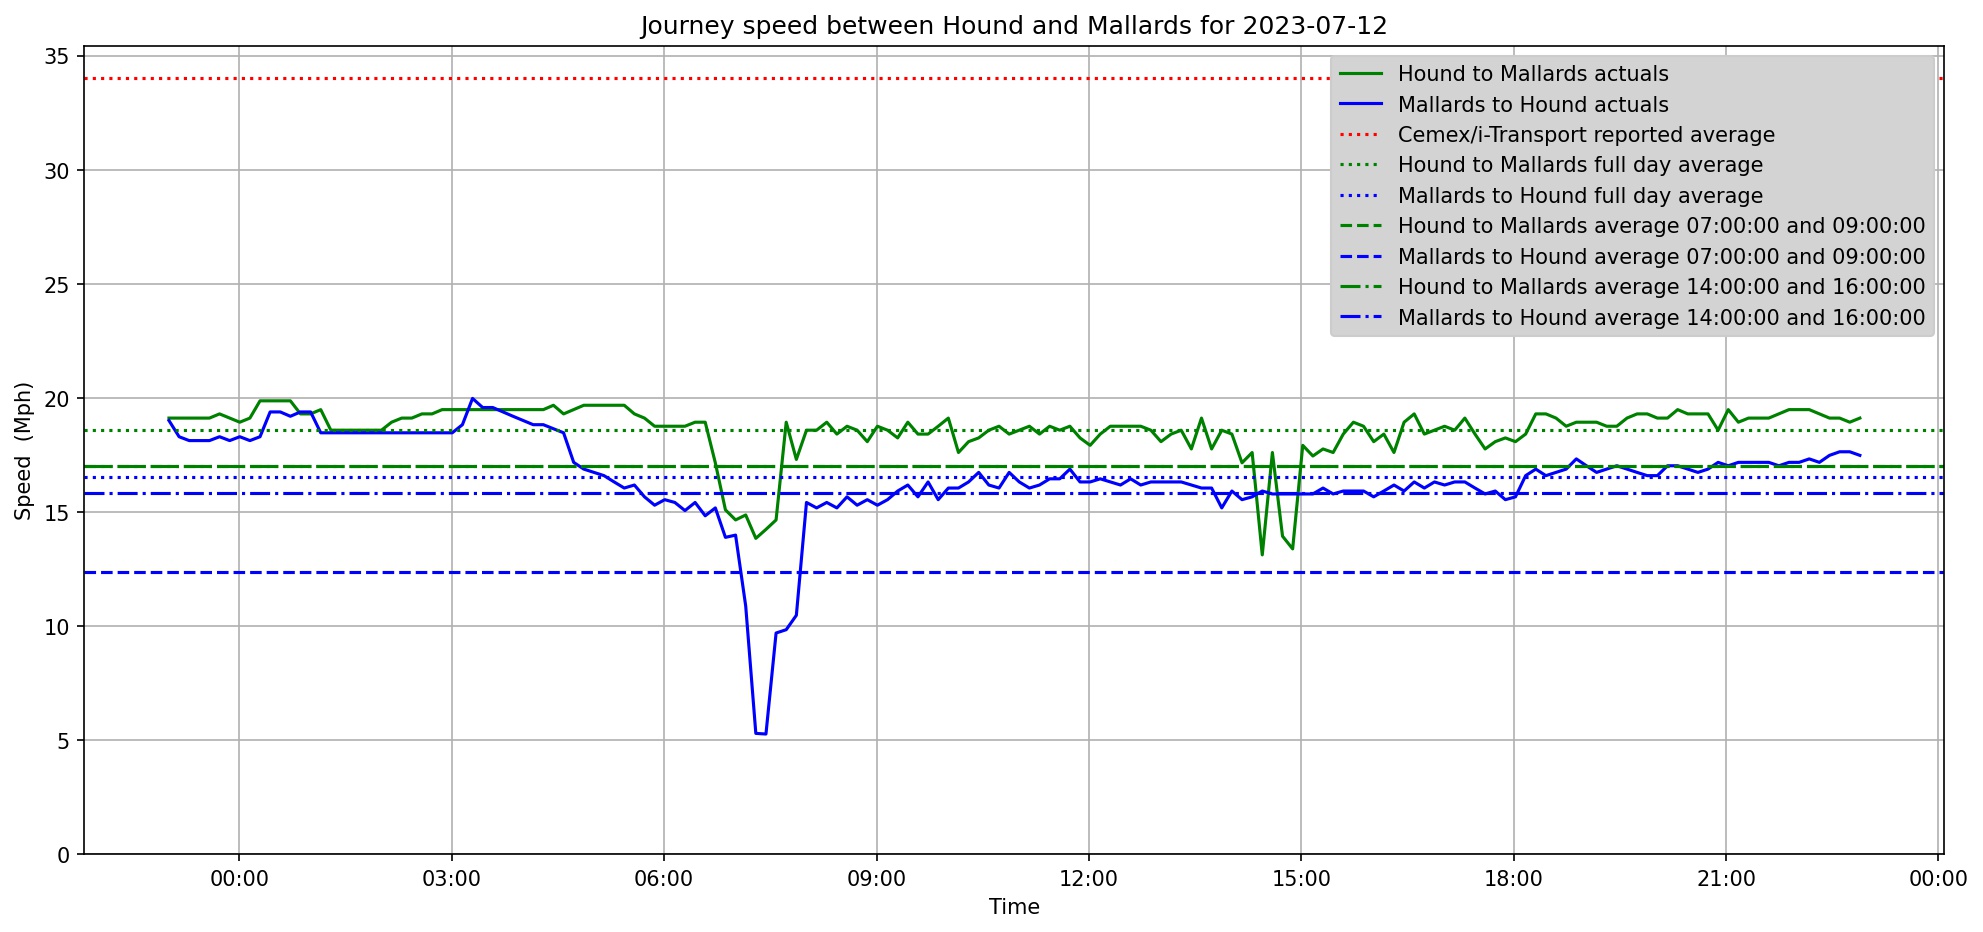 Journey speed between Hound and Mallards for 2023-07-12
35
30
25
20
15
10
5
0
Speed (Mph)
Hound to Mallards actuals
Mallards to Hound actuals
Cemex/i-Transport reported average
Hound to Mallards full day average
Mallards to Hound full day average
Hound to Mallards average 07:00:00 and 09:00:00
Mallards to Hound average 07:00:00 and 09:00:00
Hound to Mallards average 14:00:00 and 16:00:00
Mallards to Hound average 14:00:00 and 16:00:00
00:00 03:00 06:00 09:00 12:00 15:00 18:00 21:00 00:00
Time